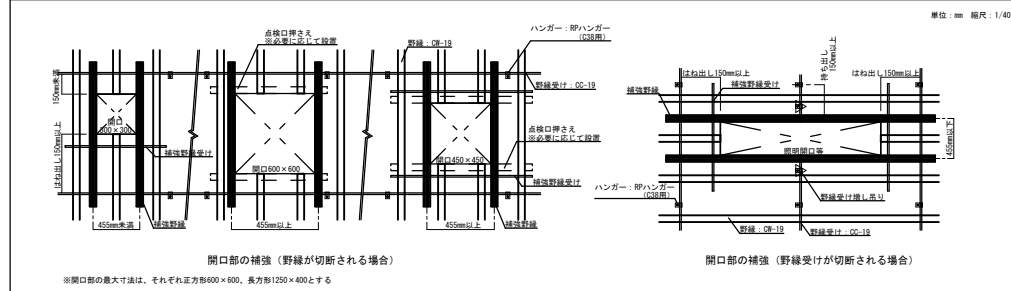 単位：mm　縮尺：1/40
点検口押さえ
※必要に応じて設置
野縁：CW-19
ハンガー：RPハンガー
(C38用)
野縁受け：CC-19
150mm未満
はね出し150mm以上
開口
300×300
補強野縁受け
開口600×600
開口450×450
点検口押さえ
※必要に応じて設置
補強野縁受け
455mm未満
補強野縁
455mm以上
455mm以上
補強野縁
開口部の補強（野縁が切断される場合）
※開口部の最大寸法は、それぞれ正方形600×600、長方形1250×400とする
はね出し150mm以上
持ち出し
150mm以上
はね出し150mm以上
補強野縁
補強野縁受け
照明開口等
455mm以下
ハンガー：RPハンガー
(C38用)
野縁受け増し吊り
野縁：CW-19
野縁受け：CC-19
開口部の補強（野縁受けが切断される場合）